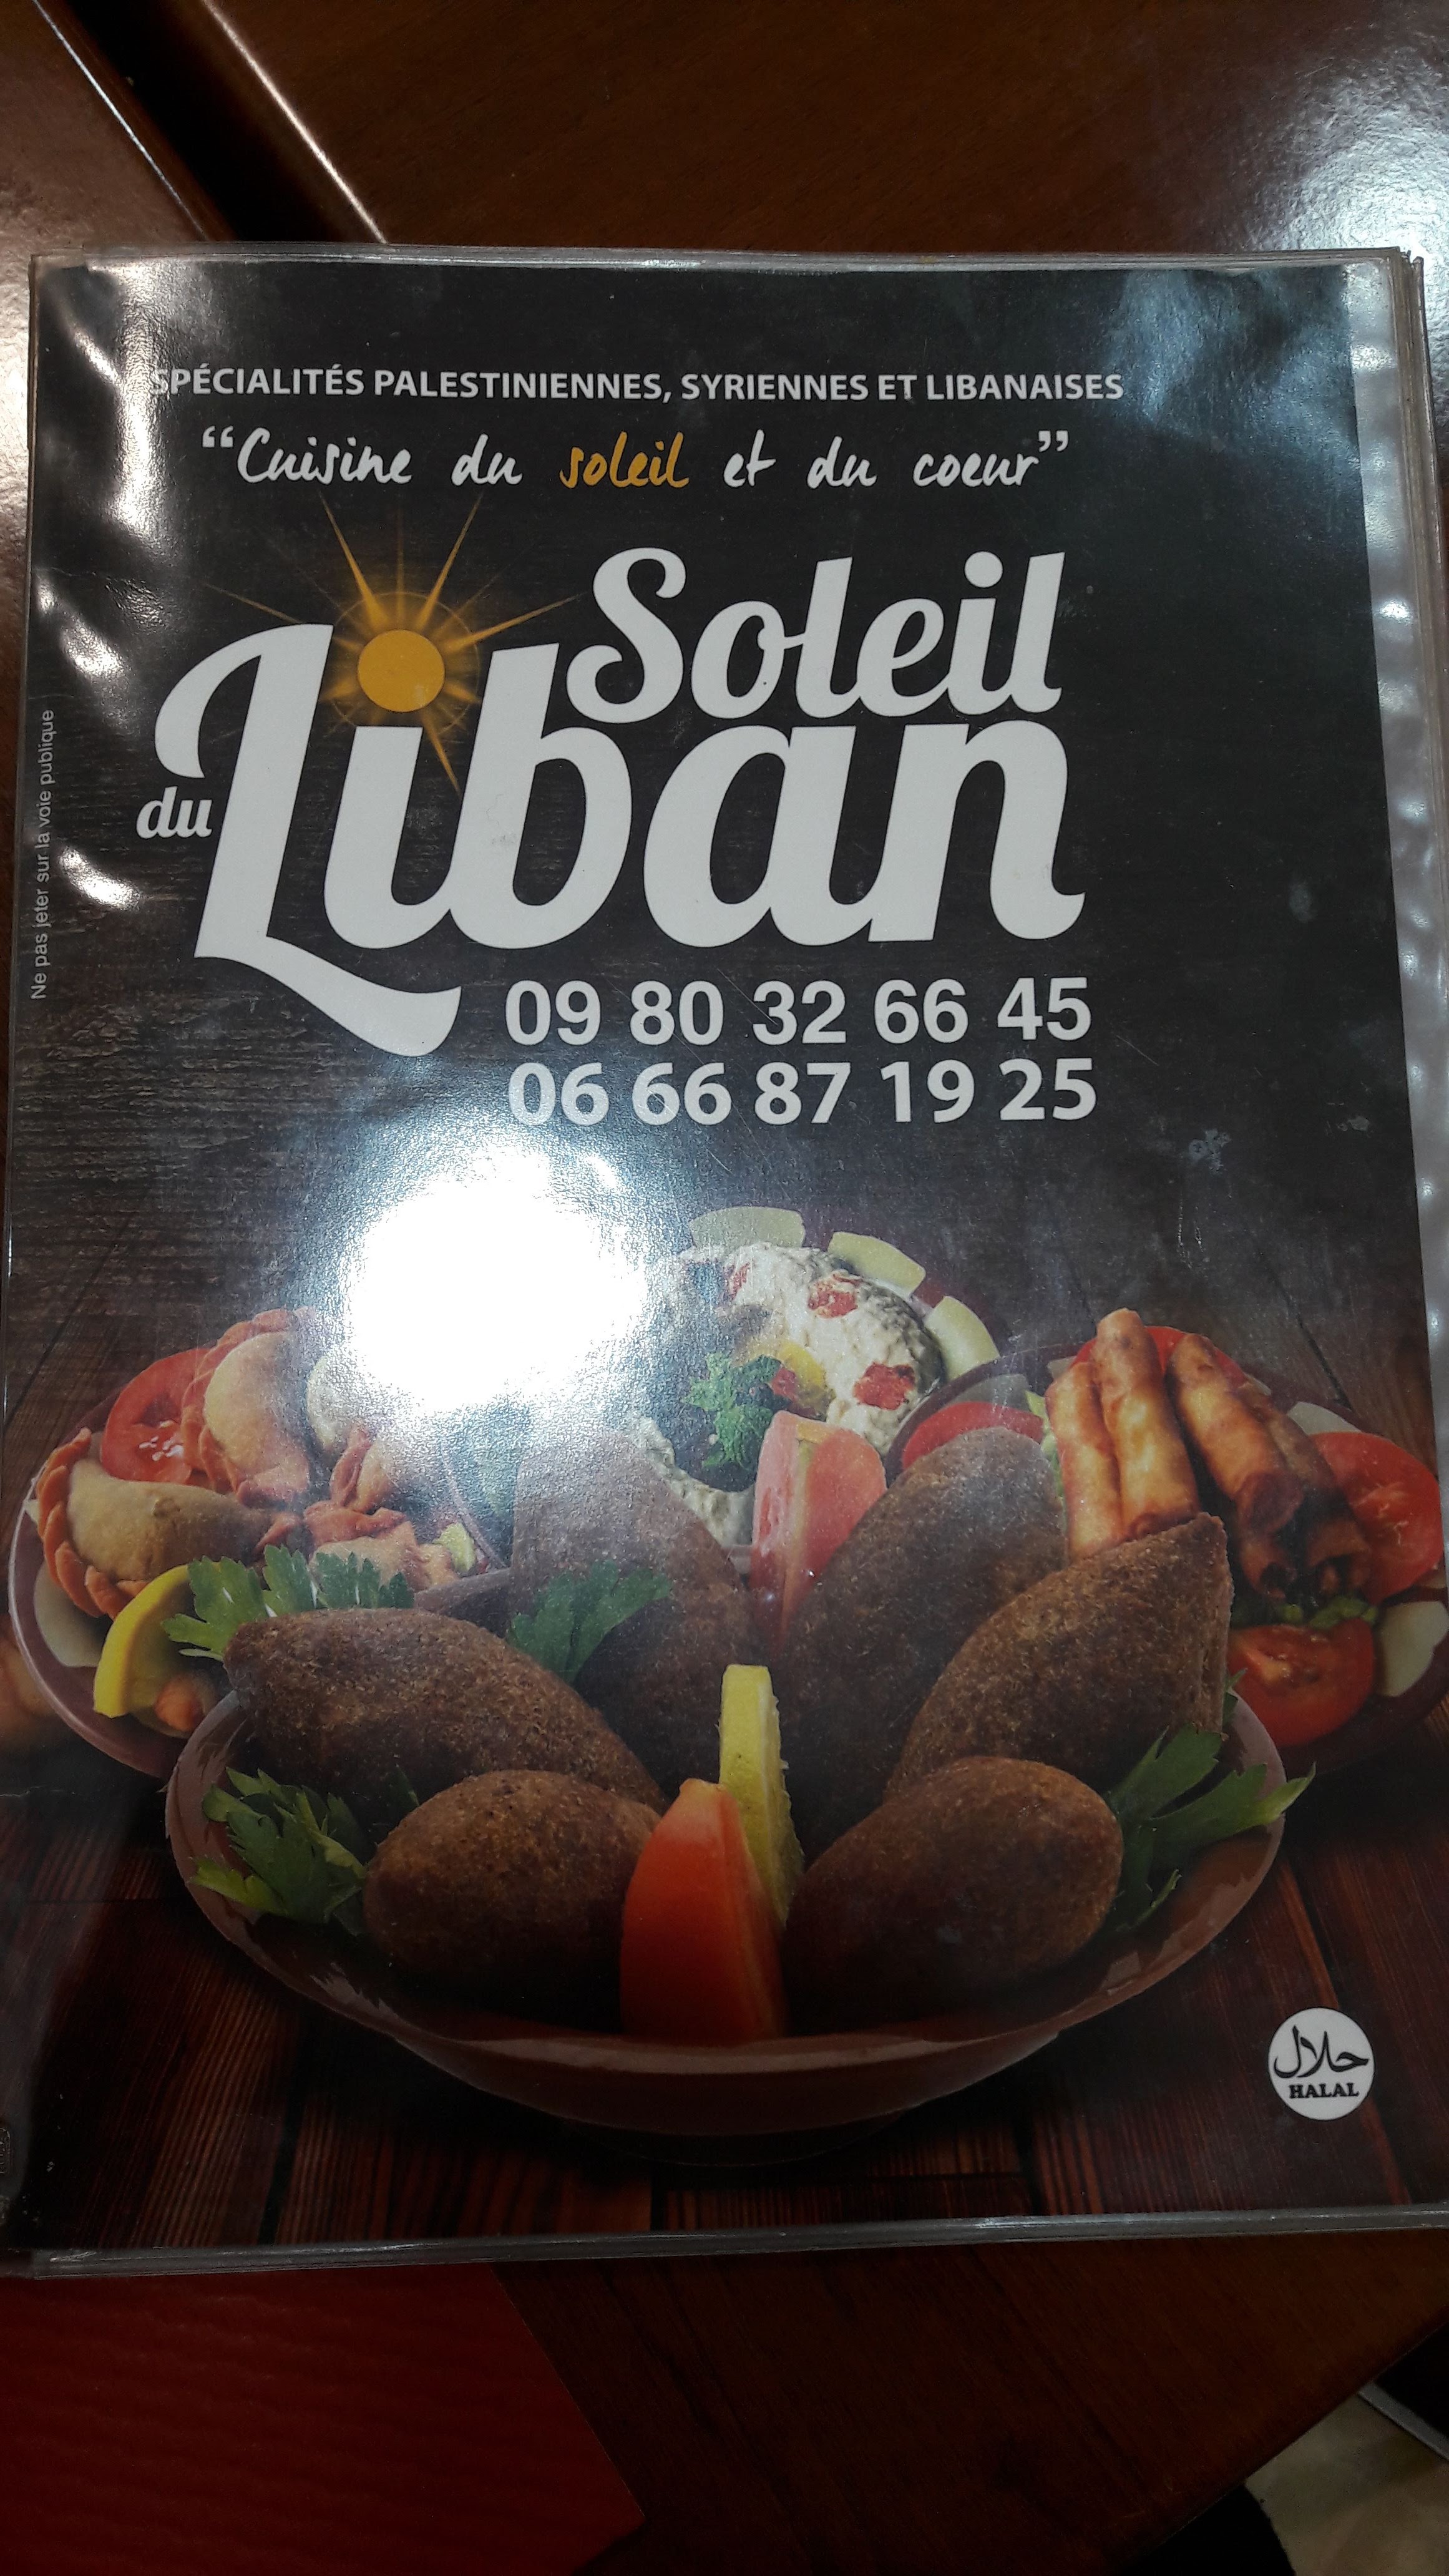 SPÉCIALITÉS PALESTINIENNES, SYRIENNES ET LIBANAISES
“Cuisine du soleil et du coeur”
Soleil
du Liban
09 80 32 66 45
06 66 87 19 25
Ne pas jeter sur la voie publique
حلال
HALAL